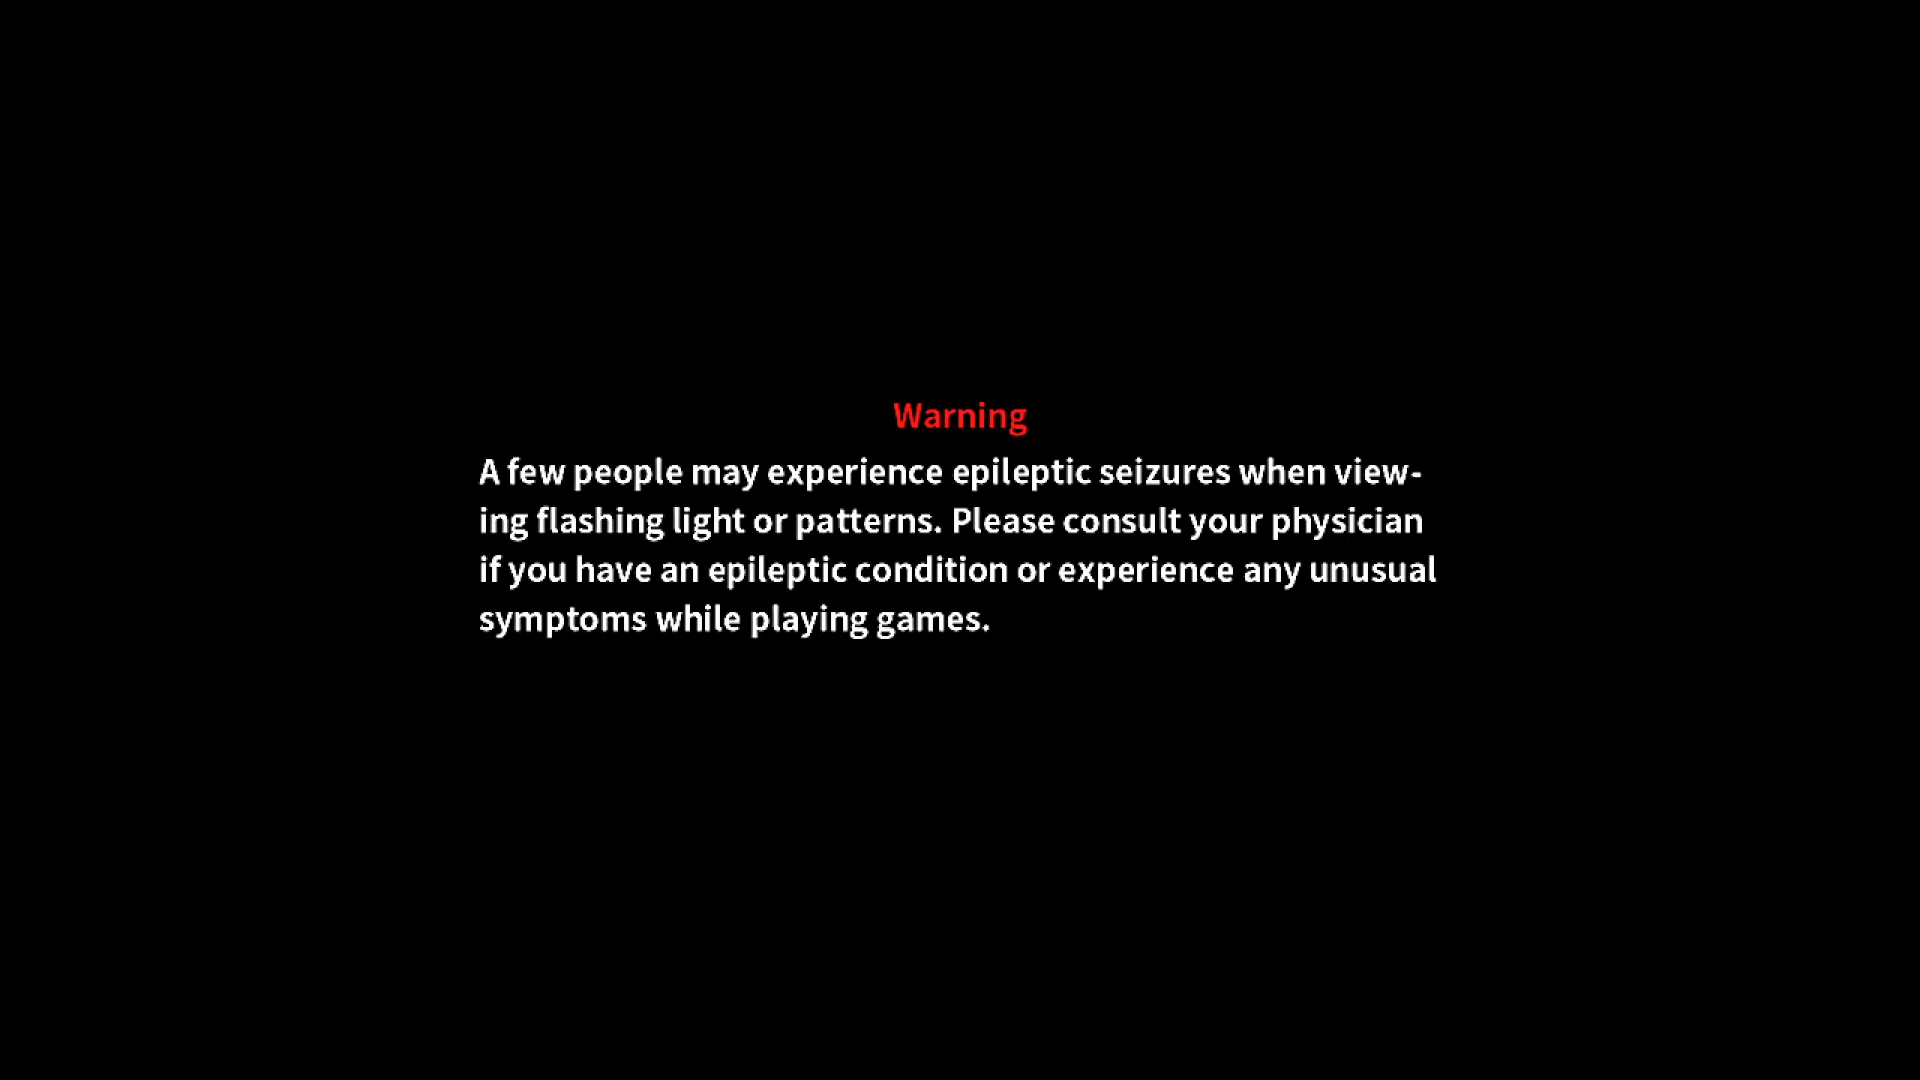 Warning
A few people may experience epileptic seizures when view-
ing flashing light or patterns. Please consult your physician
if you have an epileptic condition or experience any unusual
symptoms while playing games.